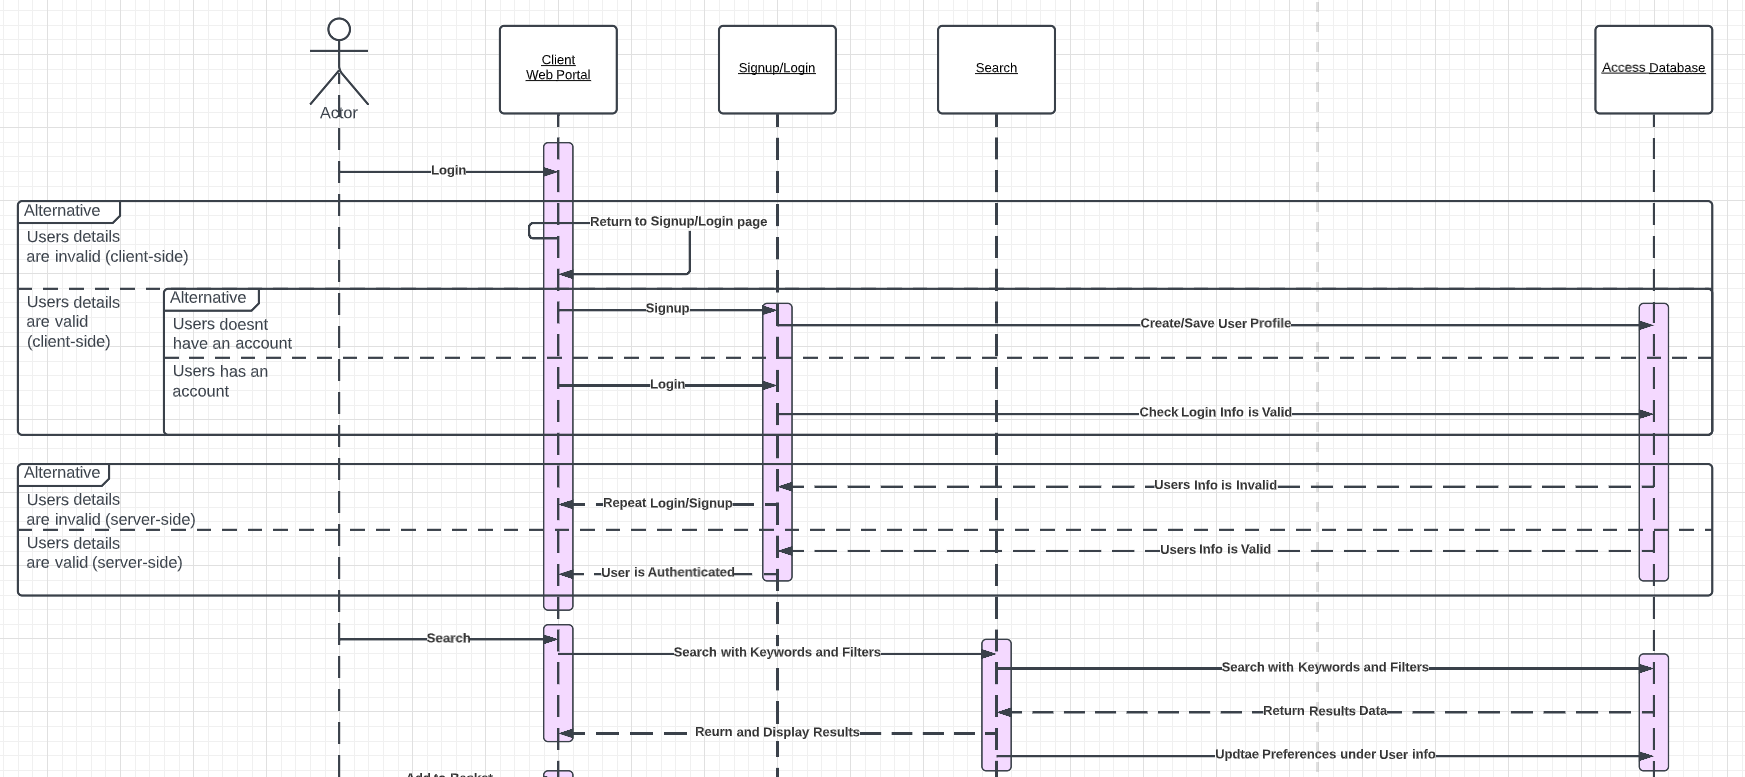 Actor
Client
Web Portal
Signup/Login
Search
Access Database
Login
Alternative
Users details
are invalid (client-side)
Return to Signup/Login page
Users details
are valid
(client-side)
Alternative
Users doesnt
have an account
Signup
Create/Save User Profile
Users has an
account
Login
Check Login Info is Valid
Alternative
Users details
are invalid (server-side)
Users Info is Invalid
Repeat Login/Signup
Users details
are valid (server-side)
Users Info is Valid
User is Authenticated
Search
Search with Keywords and Filters
Search with Keywords and Filters
Return Results Data
Reurn and Display Results
Updtae Preferences under User info
Add to Basket